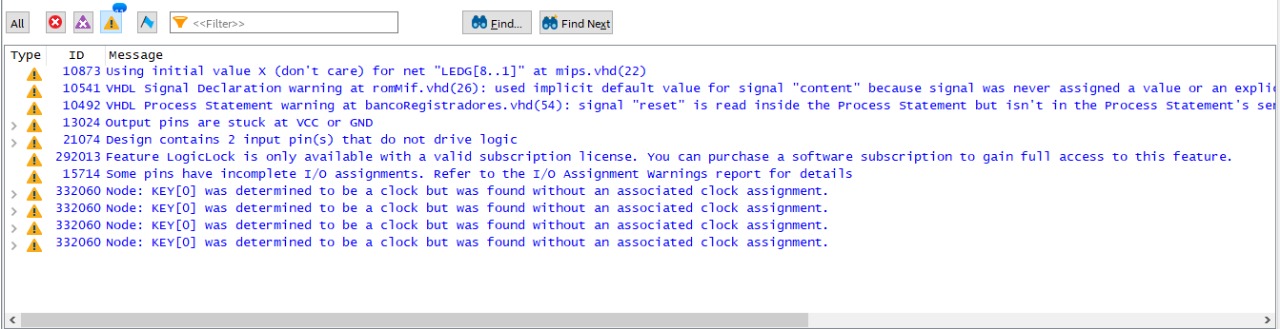 All <<Filter>> Find... Find Next
Type ID Message
10873 Using initial value X (don't care) for net "LEDG[8..1]" at mips.vhd(22)
10541 VHDL Signal Declaration warning at romMif.vhd(26): used implicit default value for signal "content" because signal was never assigned a value or an explic
10492 VHDL Process Statement warning at bancoRegistradores.vhd(54): signal "reset" is read inside the Process Statement but isn't in the Process Statement's sen
13024 Output pins are stuck at VCC or GND
21074 Design contains 2 input pin(s) that do not drive logic
292013 Feature LogicLock is only available with a valid subscription license. You can purchase a software subscription to gain full access to this feature.
15714 Some pins have incomplete I/O assignments. Refer to the I/O Assignment Warnings report for details
332060 Node: KEY[0] was determined to be a clock but was found without an associated clock assignment.
332060 Node: KEY[0] was determined to be a clock but was found without an associated clock assignment.
332060 Node: KEY[0] was determined to be a clock but was found without an associated clock assignment.
332060 Node: KEY[0] was determined to be a clock but was found without an associated clock assignment.